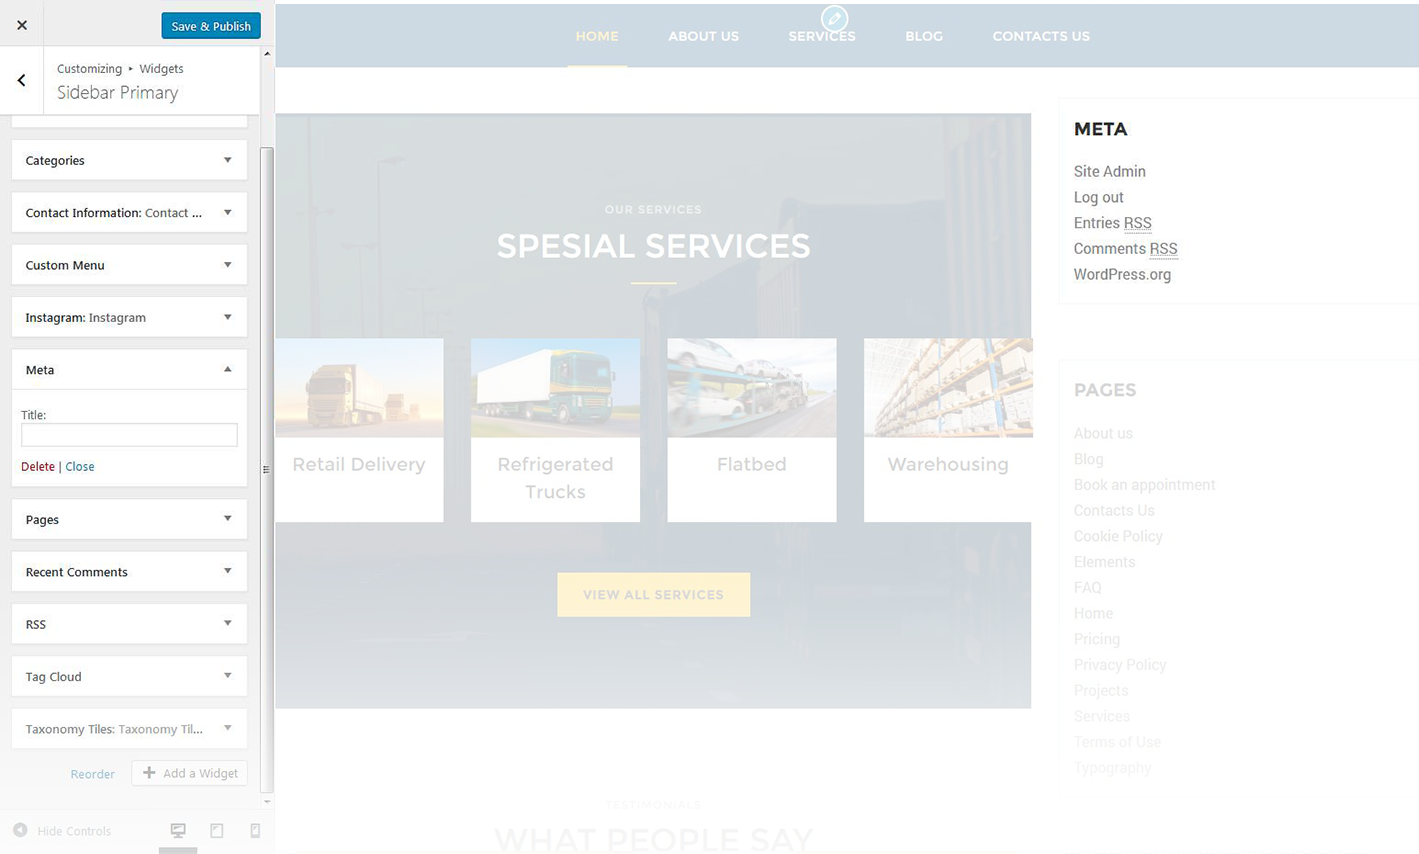 Save & Publish
Customizing ▸ Widgets
Sidebar Primary
Categories
Contact Information: Contact ...
Custom Menu
Instagram: Instagram
Meta
Title:
Delete | Close
Pages
Recent Comments
RSS
Tag Cloud
Taxonomy Tiles: Taxonomy Til...
Reorder
Add a Widget
Hide Controls
HOME
ABOUT US
SERVICES
BLOG
CONTACTS US
OUR SERVICES
SPESIAL SERVICES
Retail Delivery
Refrigerated
Trucks
Flatbed
Warehousing
VIEW ALL SERVICES
TESTIMONIALS
WHAT PEOPLE SAY
META
Site Admin
Log out
Entries RSS
Comments RSS
WordPress.org
PAGES
About us
Blog
Book an appointment
Contacts Us
Cookie Policy
Elements
FAQ
Home
Pricing
Privacy Policy
Projects
Services
Terms of Use
Typography